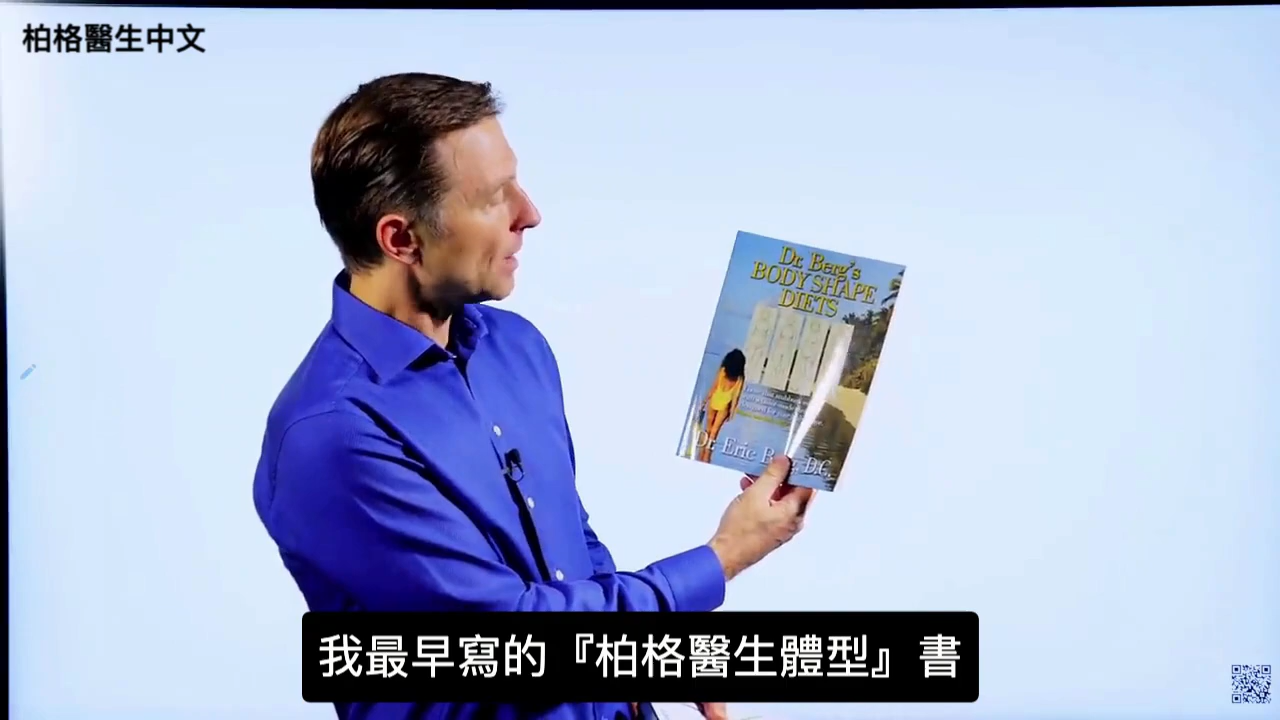 柏格醫生中文
Dr. Berg's
BODY SHAPE
DIETS
Dr. Eric B
D.C.
我最早寫的『柏格醫生體型』書